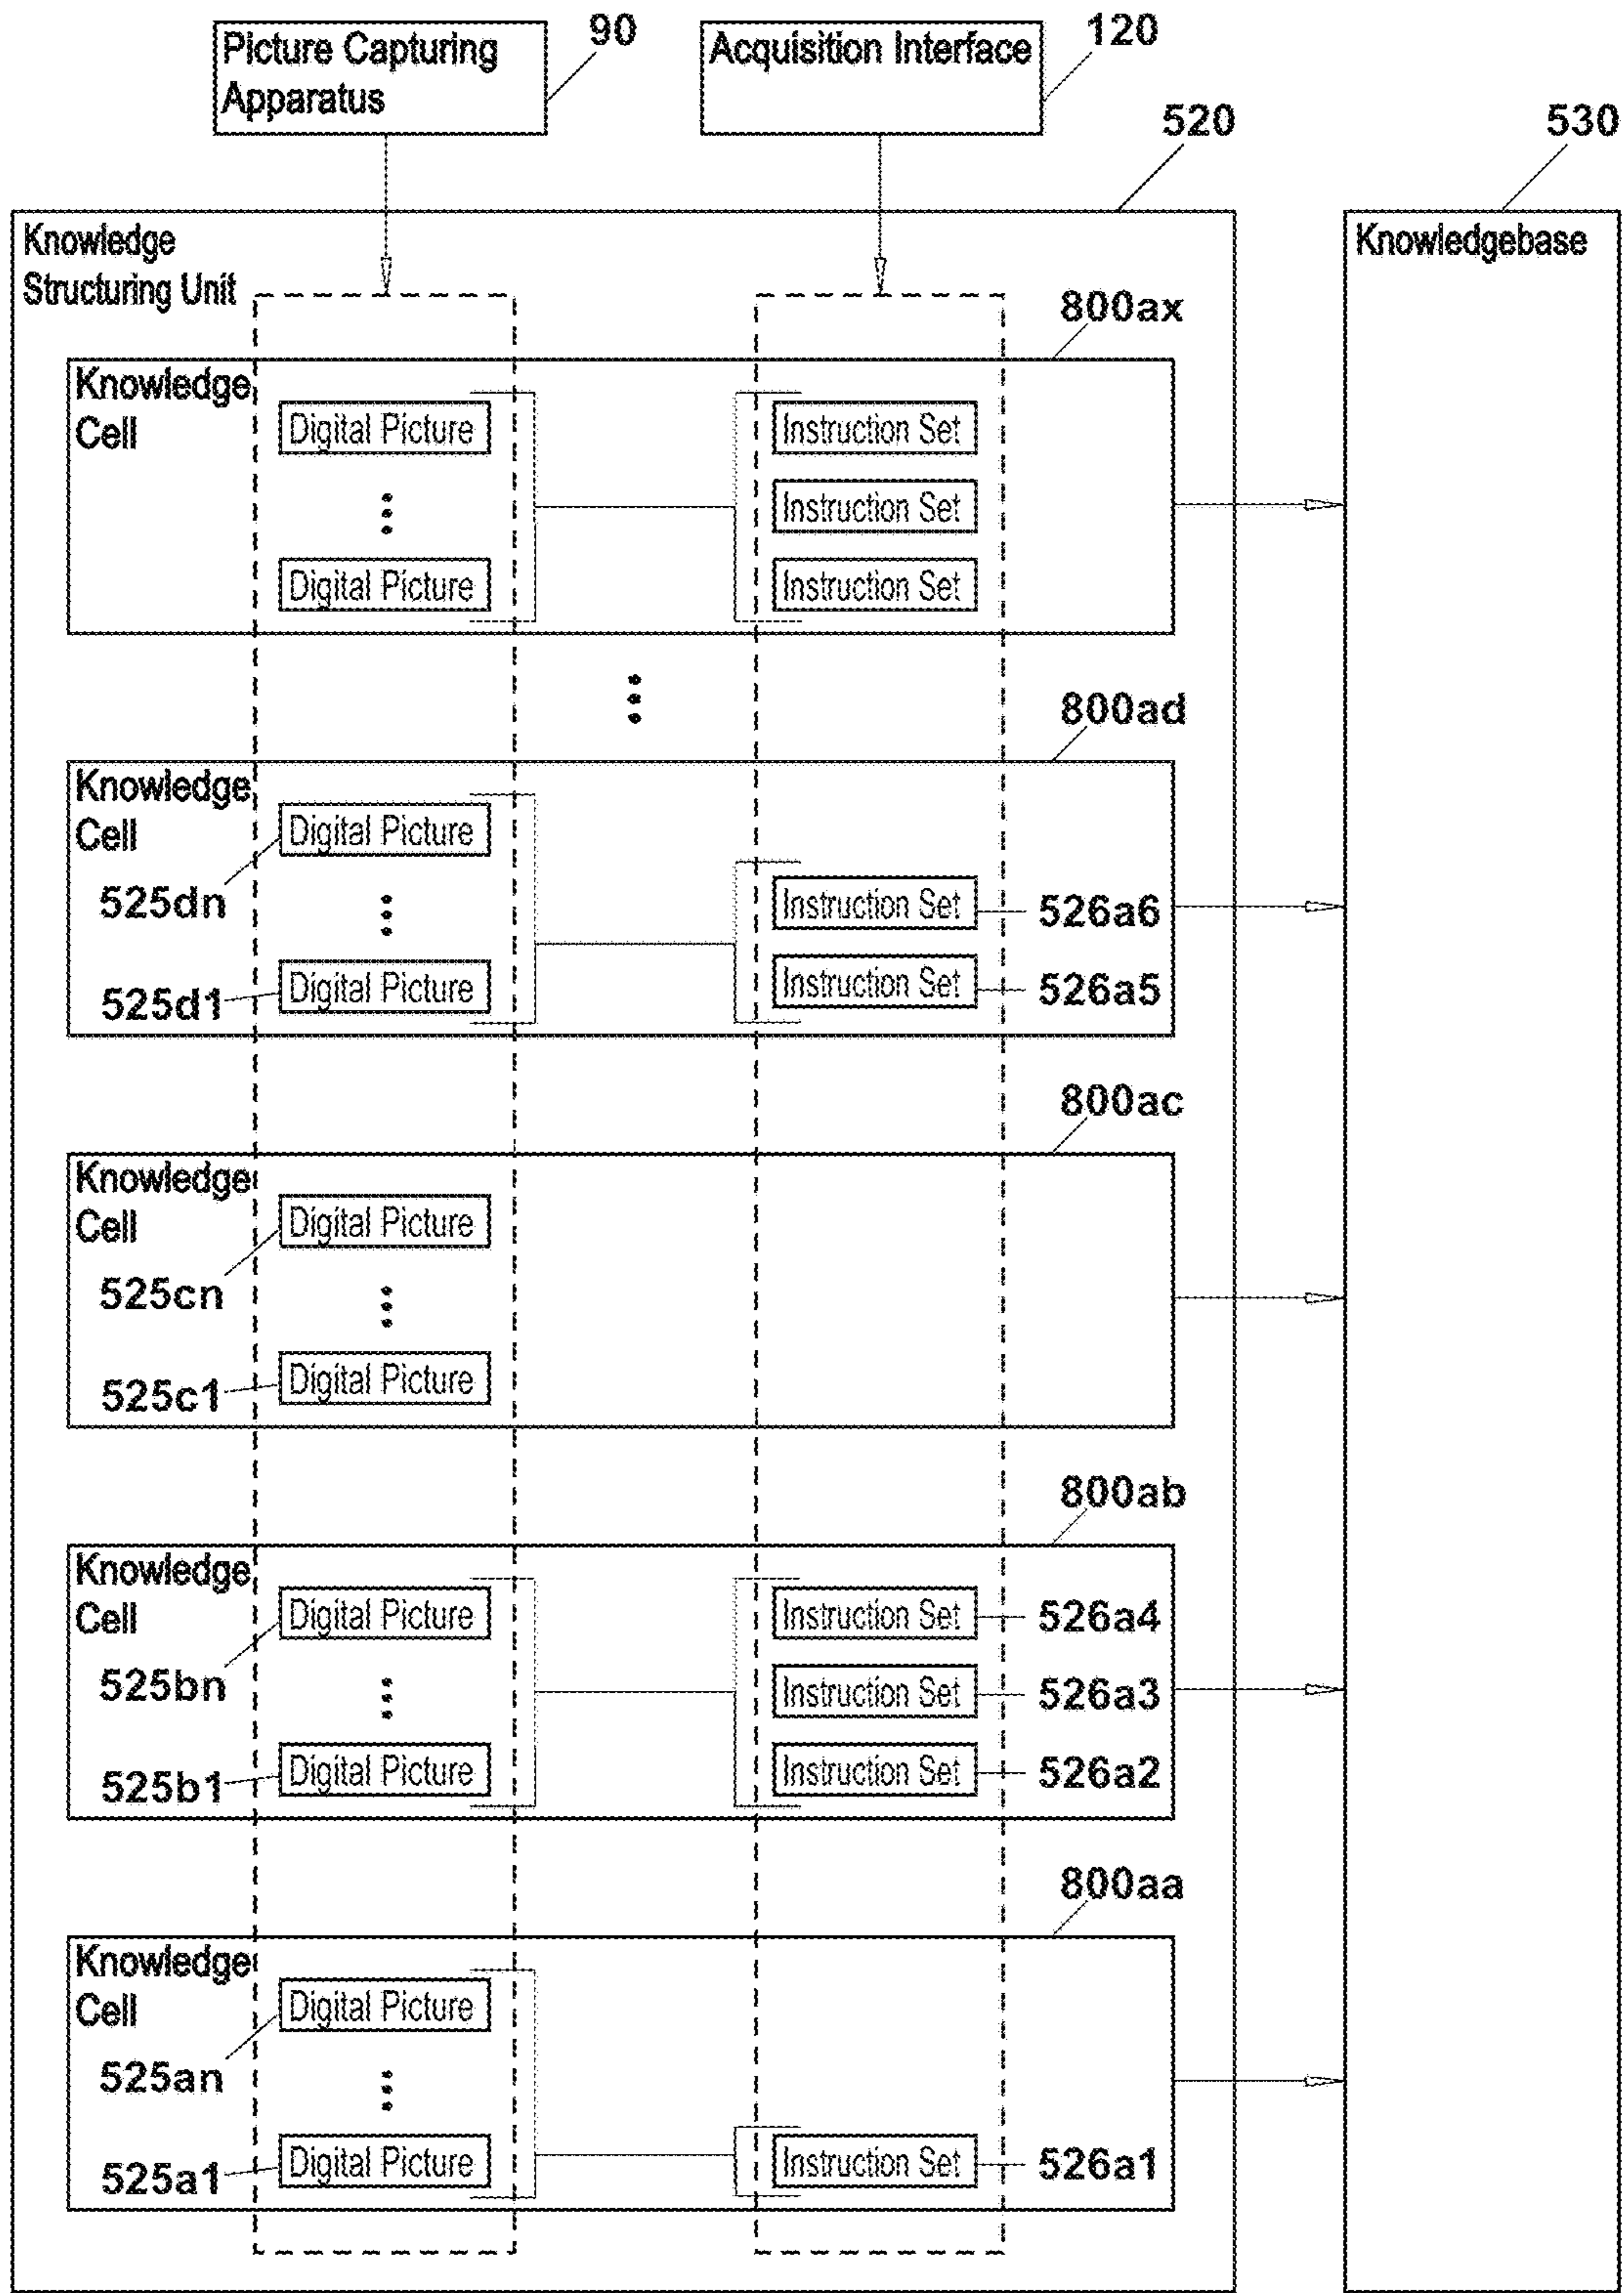 Picture Capturing
Apparatus
90
Acquisition Interface
120
520
530
Knowledge
Structuring Unit
Knowledgebase
800ax
Knowledge
Cell
Digital Picture
Instruction Set
Instruction Set
Digital Picture
Instruction Set
800ad
Knowledge
Cell
Digital Picture
525dn
Instruction Set
526a6
Digital Picture
525d1
Instruction Set
526a5
800ac
Knowledge
Cell
Digital Picture
525cn
Digital Picture
525c1
800ab
Knowledge
Cell
Digital Picture
Instruction Set
526a4
525bn
Instruction Set
526a3
Digital Picture
525b1
Instruction Set
526a2
800aa
Knowledge
Cell
Digital Picture
525an
Digital Picture
525a1
Instruction Set
526a1